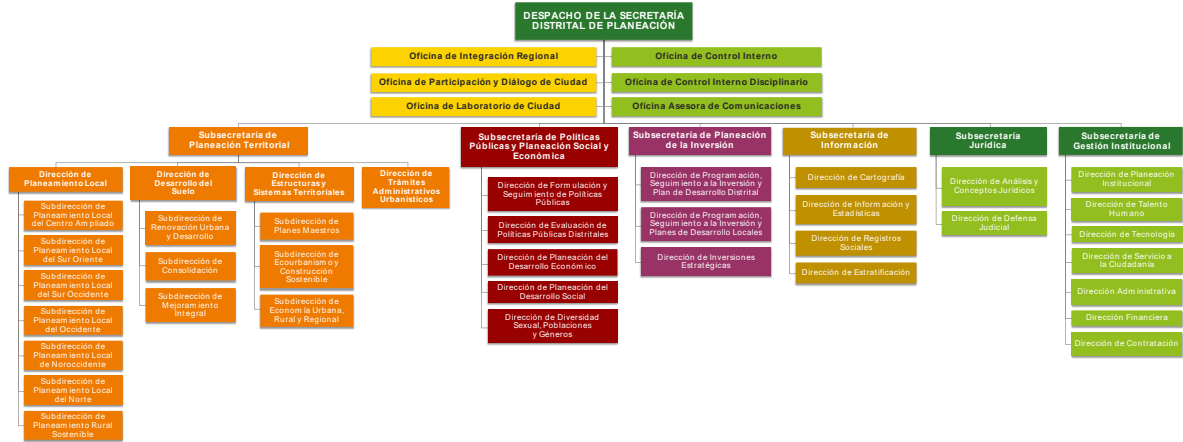 DESPACHO DE LA SECRETARÍA
DISTRITAL DE PLANEACIÓN
Oficina de Integración Regional
Oficina de Control Interno
Oficina de Participación y Diálogo de Ciudad
Oficina de Control Interno Disciplinario
Oficina de Laboratorio de Ciudad
Oficina Asesora de Comunicaciones
Subsecretaría de
Planeación Territorial
Dirección de
Planeamiento Local
Subdirección de
Planeamiento Local
del Centro Ampliado
Subdirección de
Planeamiento Local
del Sur Oriente
Subdirección de
Planeamiento Local
del Sur Occidente
Subdirección de
Planeamiento Local
del Occidente
Subdirección de
Planeamiento Local
de Noroccidente
Subdirección de
Planeamiento Local
del Norte
Subdirección de
Planeamiento Rural
Sostenible
Dirección de
Desarrollo del
Suelo
Subdirección de
Renovación Urbana
y Desarrollo
Subdirección de
Consolidación
Subdirección de
Mejoramiento
Integral
Dirección de
Estructuras y
Sistemas Territoriales
Subdirección de
Planes Maestros
Subdirección de
Ecourbanismo y
Construcción
Sostenible
Subdirección de
Economía Urbana,
Rural y Regional
Dirección de
Trámites
Administrativos
Urbanísticos
Subsecretaría de Políticas
Públicas y Planeación Social y
Económica
Dirección de Formulación y
Seguimiento de Políticas
Públicas
Dirección de Evaluación de
Políticas Públicas Distritales
Dirección de Planeación del
Desarrollo Económico
Dirección de Planeación del
Desarrollo Social
Dirección de Diversidad
Sexual, Poblaciones
y Géneros
Subsecretaría de Planeación
de la Inversión
Dirección de Programación,
Seguimiento a la Inversión y
Plan de Desarrollo Distrital
Dirección de Programación,
Seguimiento a la Inversión y
Planes de Desarrollo Locales
Dirección de Inversiones
Estratégicas
Subsecretaría de
Información
Dirección de Cartografía
Dirección de Información y
Estadísticas
Dirección de Registros
Sociales
Dirección de Estratificación
Subsecretaría
Jurídica
Dirección de Análisis y
Conceptos Jurídicos
Dirección de Defensa
Judicial
Subsecretaría de
Gestión Institucional
Dirección de Planeación
Institucional
Dirección de Talento
Humano
Dirección de Tecnología
Dirección de Servicio a
la Ciudadanía
Dirección Administrativa
Dirección Financiera
Dirección de Contratación